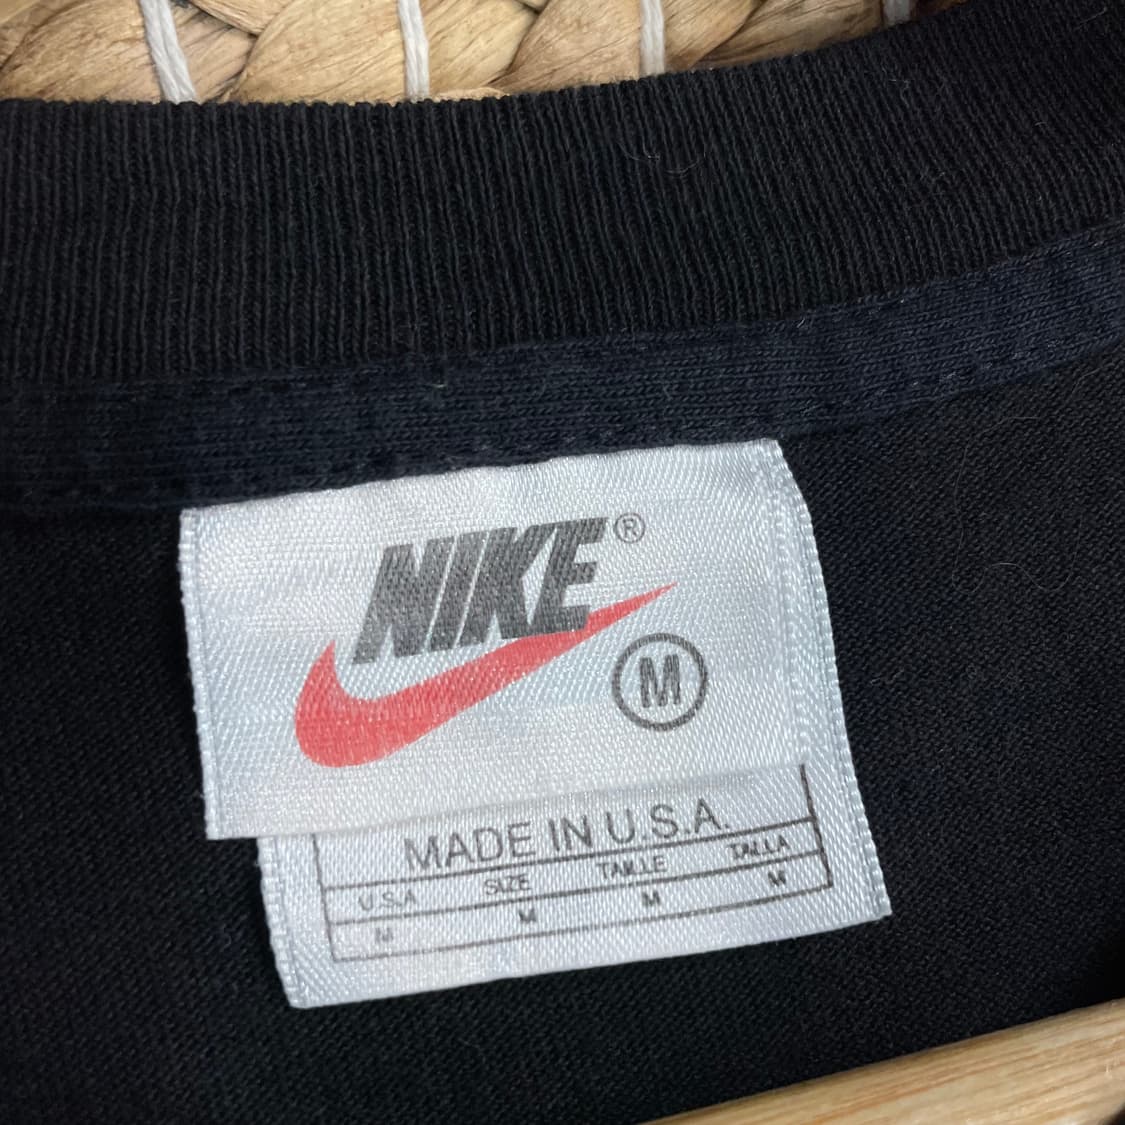 NIKE®
M
MADE IN U.S.A.
U.S.A SIZE TAILLE TALLA
M M M M